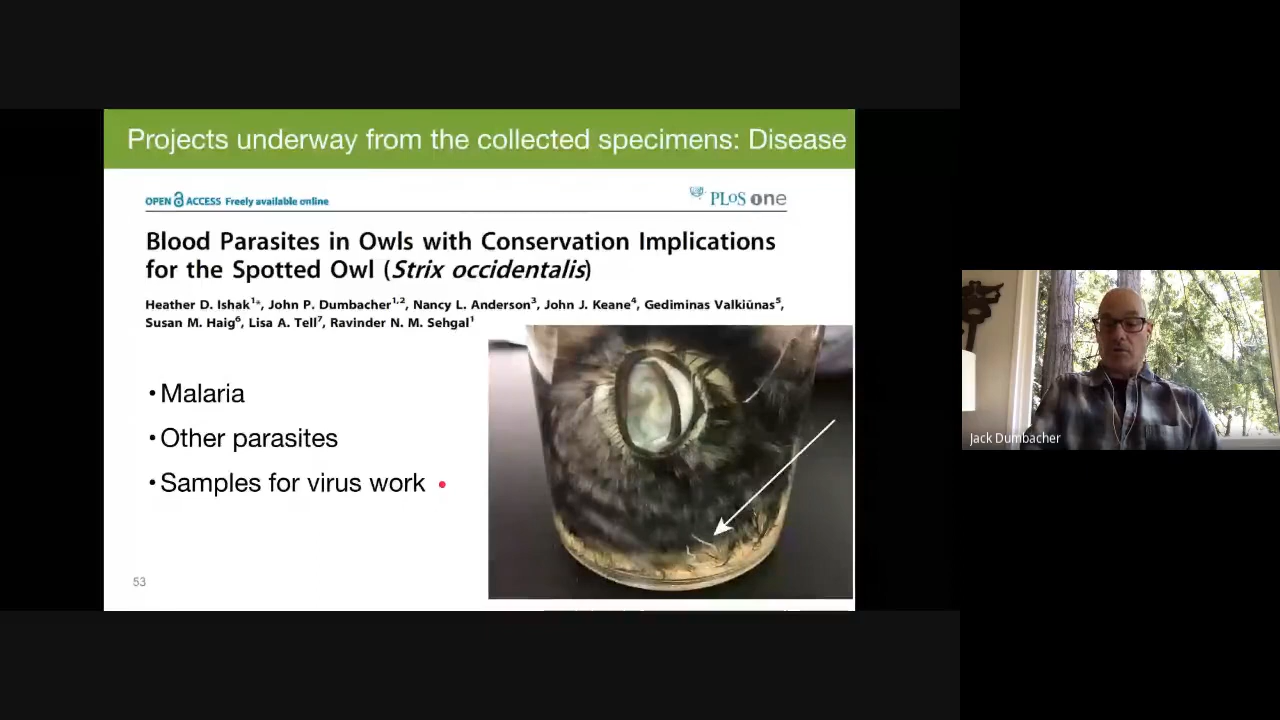 Projects underway from the collected specimens: Disease
OPEN ACCESS Freely available online
PLoS one
Blood Parasites in Owls with Conservation Implications
for the Spotted Owl (Strix occidentalis)
Heather D. Ishak1*, John P. Dumbacher1,2, Nancy L. Anderson3, John J. Keane4, Gediminas Valkiūnas5,
Susan M. Haig6, Lisa A. Tell7, Ravinder N. M. Sehgal1
• Malaria
• Other parasites
• Samples for virus work
53
Jack Dumbacher